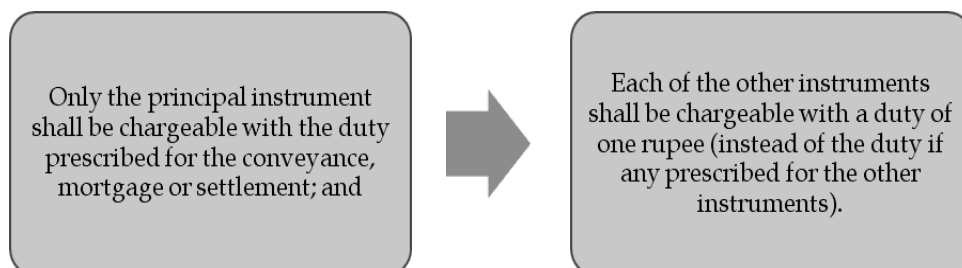 Only the principal instrument
shall be chargeable with the duty
prescribed for the conveyance,
mortgage or settlement; and
Each of the other instruments
shall be chargeable with a duty of
one rupee (instead of the duty if
any prescribed for the other
instruments).